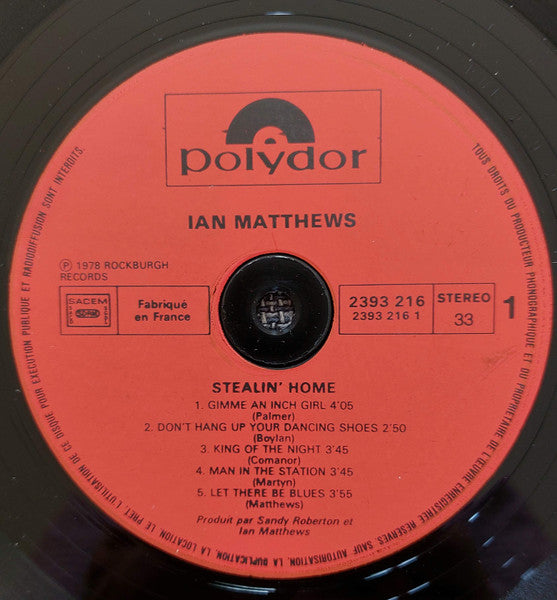 polydor
IAN MATTHEWS
℗ 1978 ROCKBURGH
RECORDS
SACEM
SDRM
Fabriqué
en France
2393 216
2393 216 1
STEREO
33
1
STEALIN' HOME
1. GIMME AN INCH GIRL 4'05
(Palmer)
2. DON'T HANG UP YOUR DANCING SHOES 2'50
(Boylan)
3. KING OF THE NIGHT 3'45
(Comanor)
4. MAN IN THE STATION 3'45
(Martyn)
5. LET THERE BE BLUES 3'55
(Matthews)
Produit par Sandy Roberton et
Ian Matthews
TOUS DROITS DU PRODUCTEUR PHONOGRAPHIQUE ET DU PROPRIETAIRE DE L'ŒUVRE ENREGISTREE RESERVES. SAUF AUTORISATION, LA DUPLICATION, LA LOCATION, LE PRET, L'UTILISATION DE CE DISQUE POUR EXECUTION PUBLIQUE ET RADIODIFFUSION SONT INTERDITS.